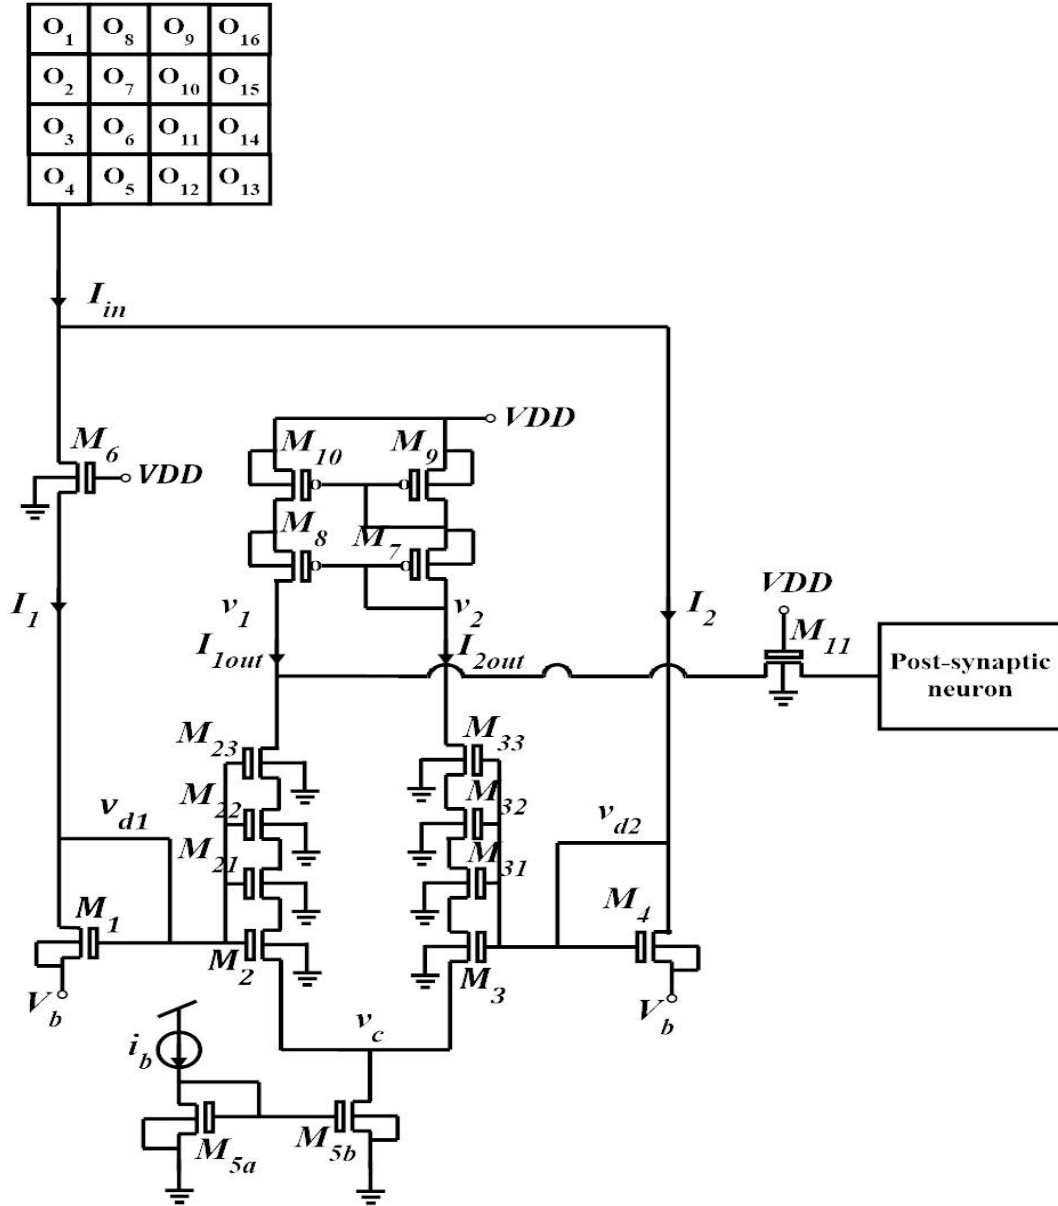 O1 O8 O9 O16
O2 O7 O10 O15
O3 O6 O11 O14
O4 O5 O12 O13
Iin
VDD
M10 M9
M6
VDD
M8 M7
VDD
I1 v1 v2 I2
M11
I1out I2out
Post-synaptic
neuron
M23 M33
M22 M32
vd1 vd2
M21 M31
M1 M4
M2 M3
Vb Vb
vc
ib
M5a M5b